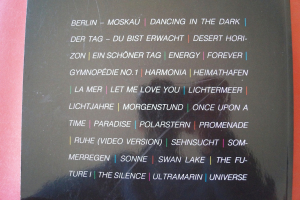 BERLIN – MOSKAU | DANCING IN THE DARK |
DER TAG – DU BIST ERWACHT | DESERT HORI-
ZON | EIN SCHÖNER TAG | ENERGY | FOREVER |
GYMNOPÉDIE NO.1 | HARMONIA | HEIMATHAFEN
| LA MER | LET ME LOVE YOU | LICHTERMEER |
LICHTJAHRE | MORGENSTUND | ONCE UPON A
TIME | PARADISE | POLARSTERN | PROMENADE
| RUHE (VIDEO VERSION) | SEHNSUCHT | SOM-
MERREGEN | SONNE | SWAN LAKE | THE FU-
TURE I | THE SILENCE | ULTRAMARIN | UNIVERSE